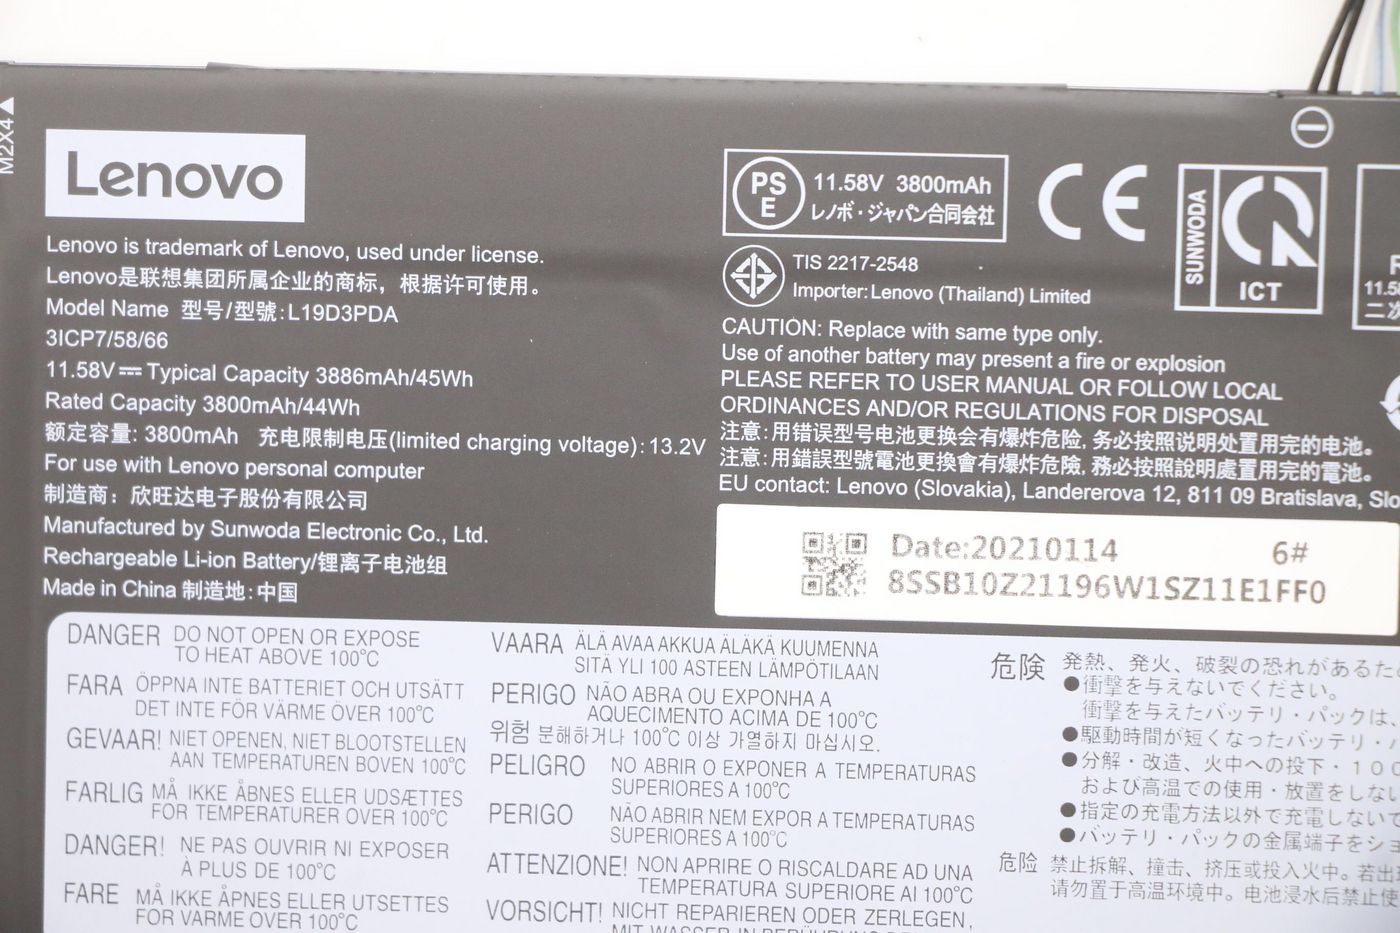 M2X4
Lenovo
Lenovo is trademark of Lenovo, used under license.
Lenovo是联想集团所属企业的商标，根据许可使用。
Model Name 型号/型號:L19D3PDA
3ICP7/58/66
11.58V⎓Typical Capacity 3886mAh/45Wh
Rated Capacity 3800mAh/44Wh
额定容量: 3800mAh 充电限制电压(limited charging voltage): 13.2V
For use with Lenovo personal computer
制造商：欣旺达电子股份有限公司
Manufactured by Sunwoda Electronic Co., Ltd.
Rechargeable Li-ion Battery/锂离子电池组
Made in China 制造地:中国
PS
E
11.58V 3800mAh
レノボ・ジャパン合同会社
CE
SUNWODA
ICT
R
11.5
二次
TIS 2217-2548
Importer:Lenovo (Thailand) Limited
CAUTION: Replace with same type only.
Use of another battery may present a fire or explosion
PLEASE REFER TO USER MANUAL OR FOLLOW LOCAL
ORDINANCES AND/OR REGULATIONS FOR DISPOSAL
注意:用错误型号电池更换会有爆炸危险,务必按照说明处置用完的电池。
注意:用錯誤型號電池更換會有爆炸危險,務必按照說明處置用完的電池。
EU contact: Lenovo (Slovakia), Landererova 12, 811 09 Bratislava, Slo
Date:20210114 6#
8SSB10Z21196W1SZ11E1FF0
DANGER DO NOT OPEN OR EXPOSE
TO HEAT ABOVE 100°C
FARA ÖPPNA INTE BATTERIET OCH UTSÄTT
DET INTE FÖR VÄRME ÖVER 100°C
GEVAAR! NIET OPENEN, NIET BLOOTSTELLEN
AAN TEMPERATUREN BOVEN 100°C
FARLIG MÅ IKKE ÅBNES ELLER UDSÆTTES
FOR TEMPERATURER OVER 100°C
DANGER! NE PAS OUVRIR NI EXPOSER
À PLUS DE 100°C
FARE MÅ IKKE ÅPNES ELLER UTSETTES
FOR VARME OVER 100°C
VAARA ÄLÄ AVAA AKKUA ÄLÄKÄ KUUMENNA
SITÄ YLI 100 ASTEEN LÄMPÖTILAAN
PERIGO NÃO ABRA OU EXPONHA A
AQUECIMENTO ACIMA DE 100°C
위험 분해하거나 100°C 이상 가열하지 마십시오.
PELIGRO NO ABRIR O EXPONER A TEMPERATURAS
SUPERIORES A 100°C
PERIGO NÃO ABRIR NEM EXPOR A TEMPERATURAS
SUPERIORES A 100°C
ATTENZIONE! NON APRIRE O RISCALDARE AD UNA
TEMPERATURA SUPERIORE AI 100°C
VORSICHT! NICHT REPARIEREN ODER ZERLEGEN,
危険 発熱、発火、破裂の恐れがあるため
●衝撃を与えないでください。
衝撃を与えたバッテリ・パックは、
●駆動時間が短くなったバッテリ・パ
●分解・改造、火中への投下・１００
および高温での使用・放置をしない
●指定の充電方法以外で充電しないで
●バッテリ・パックの金属端子をショ
危险 禁止拆解、撞击、挤压或投入火中。若出现
请勿置于高温环境中。电池浸水后禁止使